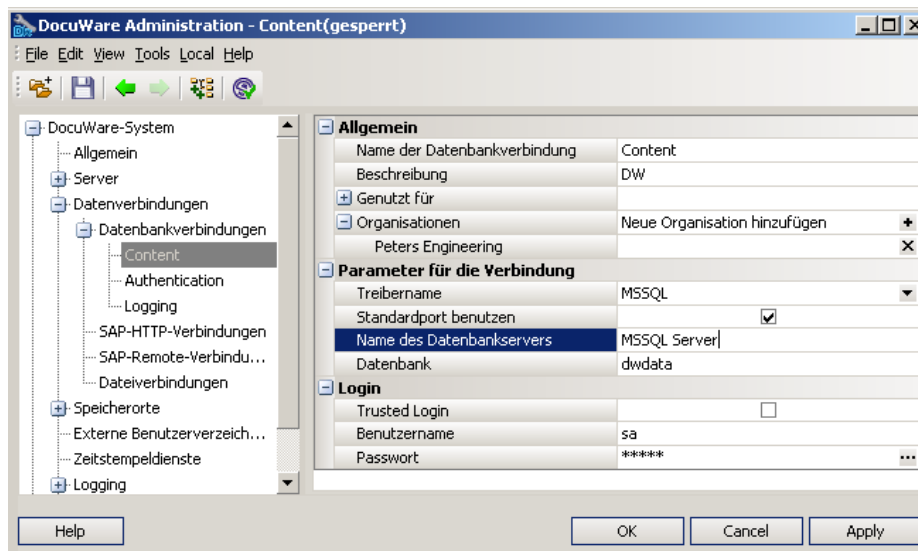 DocuWare Administration - Content(gesperrt)
File Edit View Tools Local Help
DocuWare-System
Allgemein
Server
Datenverbindungen
Datenbankverbindungen
Content
Authentication
Logging
SAP-HTTP-Verbindungen
SAP-Remote-Verbindu...
Dateiverbindungen
Speicherorte
Externe Benutzerverzeich...
Zeitstempeldienste
Logging
Allgemein
Name der Datenbankverbindung Content
Beschreibung DW
Genutzt für
Organisationen Neue Organisation hinzufügen
Peters Engineering
Parameter für die Verbindung
Treibername MSSQL
Standardport benutzen
Name des Datenbankservers MSSQL Server
Datenbank dwdata
Login
Trusted Login
Benutzername sa
Passwort *****
Help OK Cancel Apply